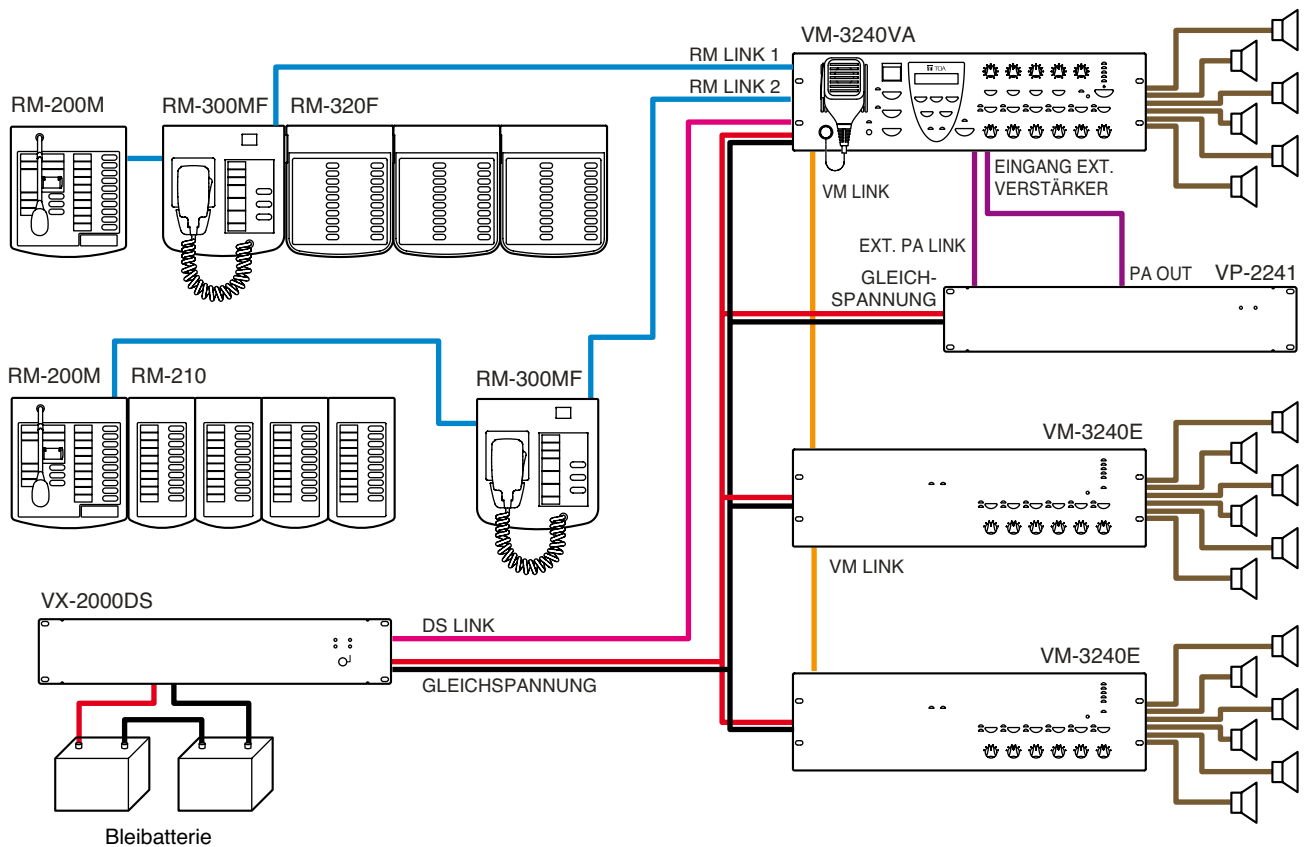 VM-3240VA
RM LINK 1
RM LINK 2
RM-200M
RM-300MF
RM-320F
TOA
VM LINK
EINGANG EXT.
VERSTÄRKER
EXT. PA LINK
GLEICH-
SPANNUNG
PA OUT
VP-2241
RM-200M
RM-210
RM-300MF
VM-3240E
VM LINK
VX-2000DS
DS LINK
GLEICHSPANNUNG
VM-3240E
Bleibatterie